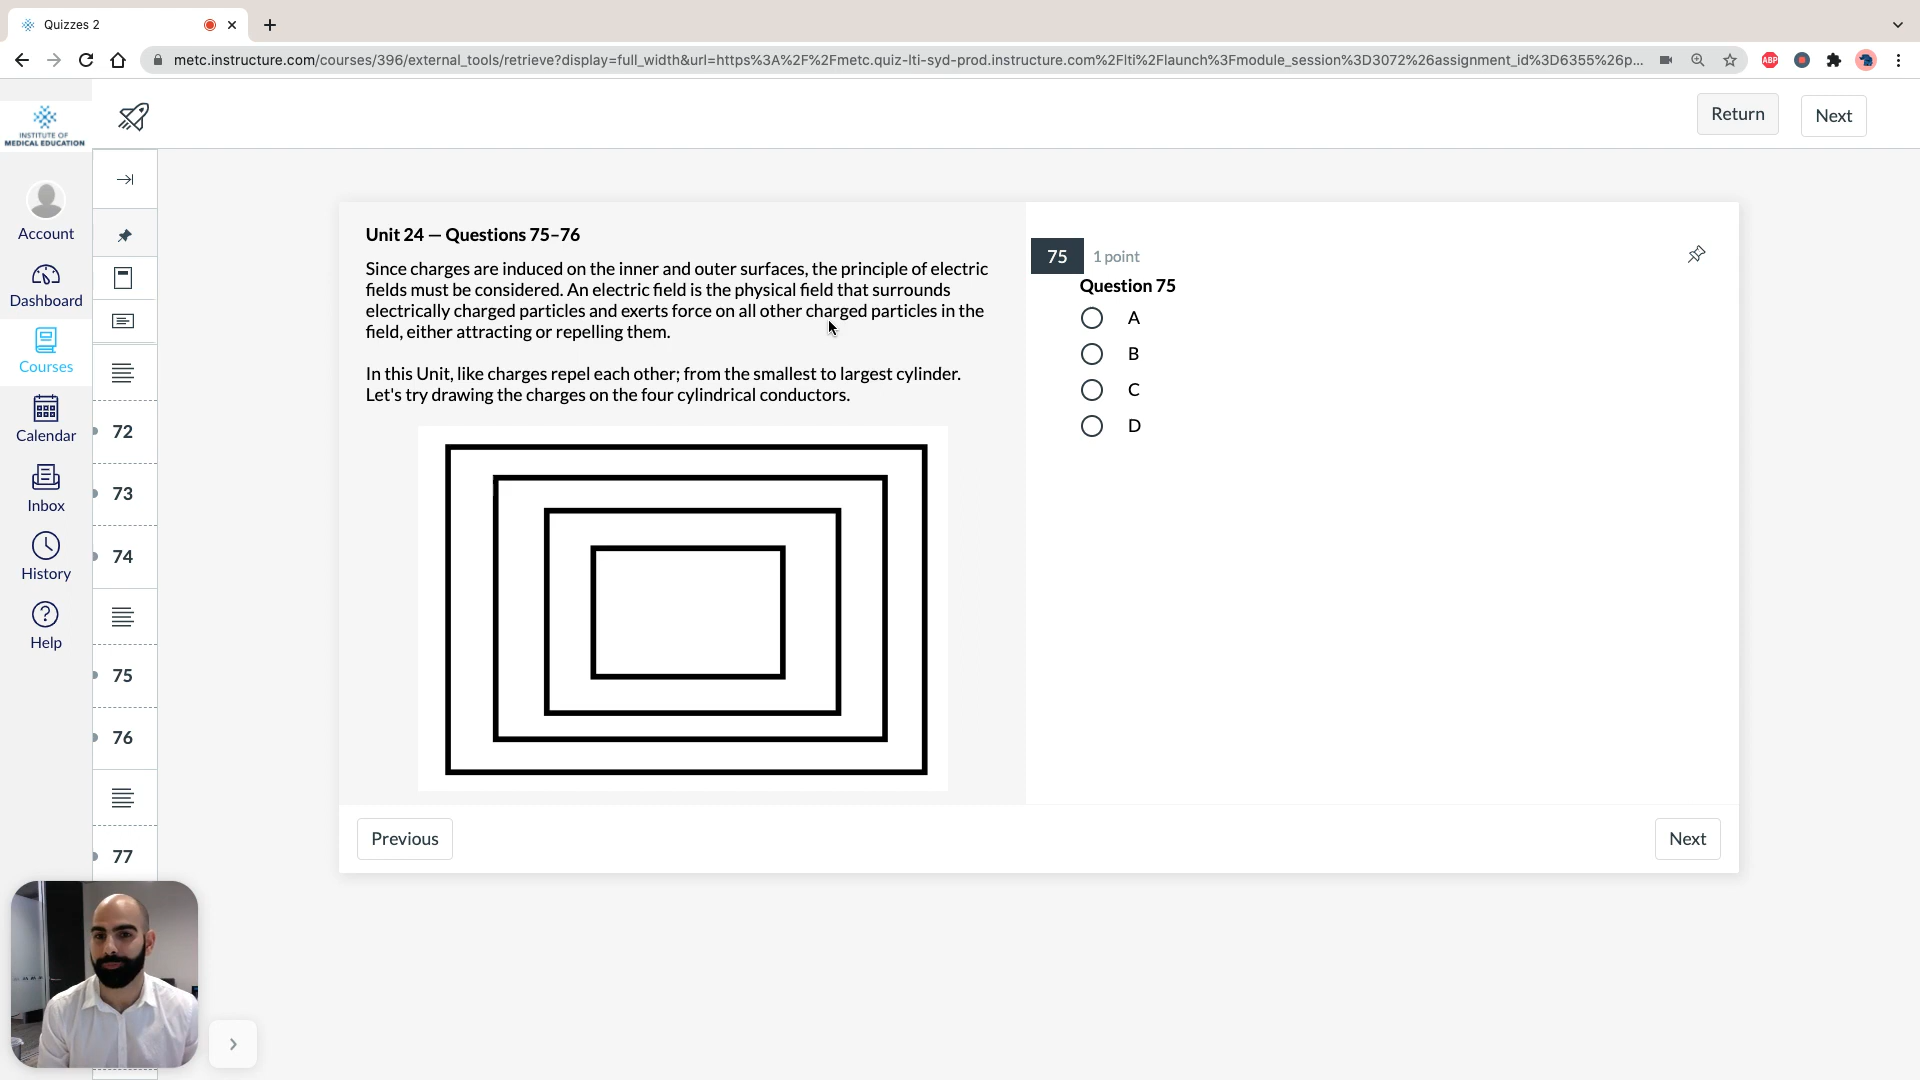 Quizzes 2
metc.instructure.com/courses/396/external_tools/retrieve?display=full_width&url=https%3A%2F%2Fmetc.quiz-lti-syd-prod.instructure.com%2Flti%2Flaunch%3Fmodule_session%3D3072%26assignment_id%3D6355%26p...
ABP
INSTITUTE OF
MEDICAL EDUCATION
Return
Next
Account
Dashboard
Courses
Calendar
Inbox
History
Help
72
73
74
75
76
77
Unit 24 — Questions 75–76
Since charges are induced on the inner and outer surfaces, the principle of electric
fields must be considered. An electric field is the physical field that surrounds
electrically charged particles and exerts force on all other charged particles in the
field, either attracting or repelling them.
In this Unit, like charges repel each other; from the smallest to largest cylinder.
Let's try drawing the charges on the four cylindrical conductors.
75 1 point
Question 75
A
B
C
D
Previous
Next